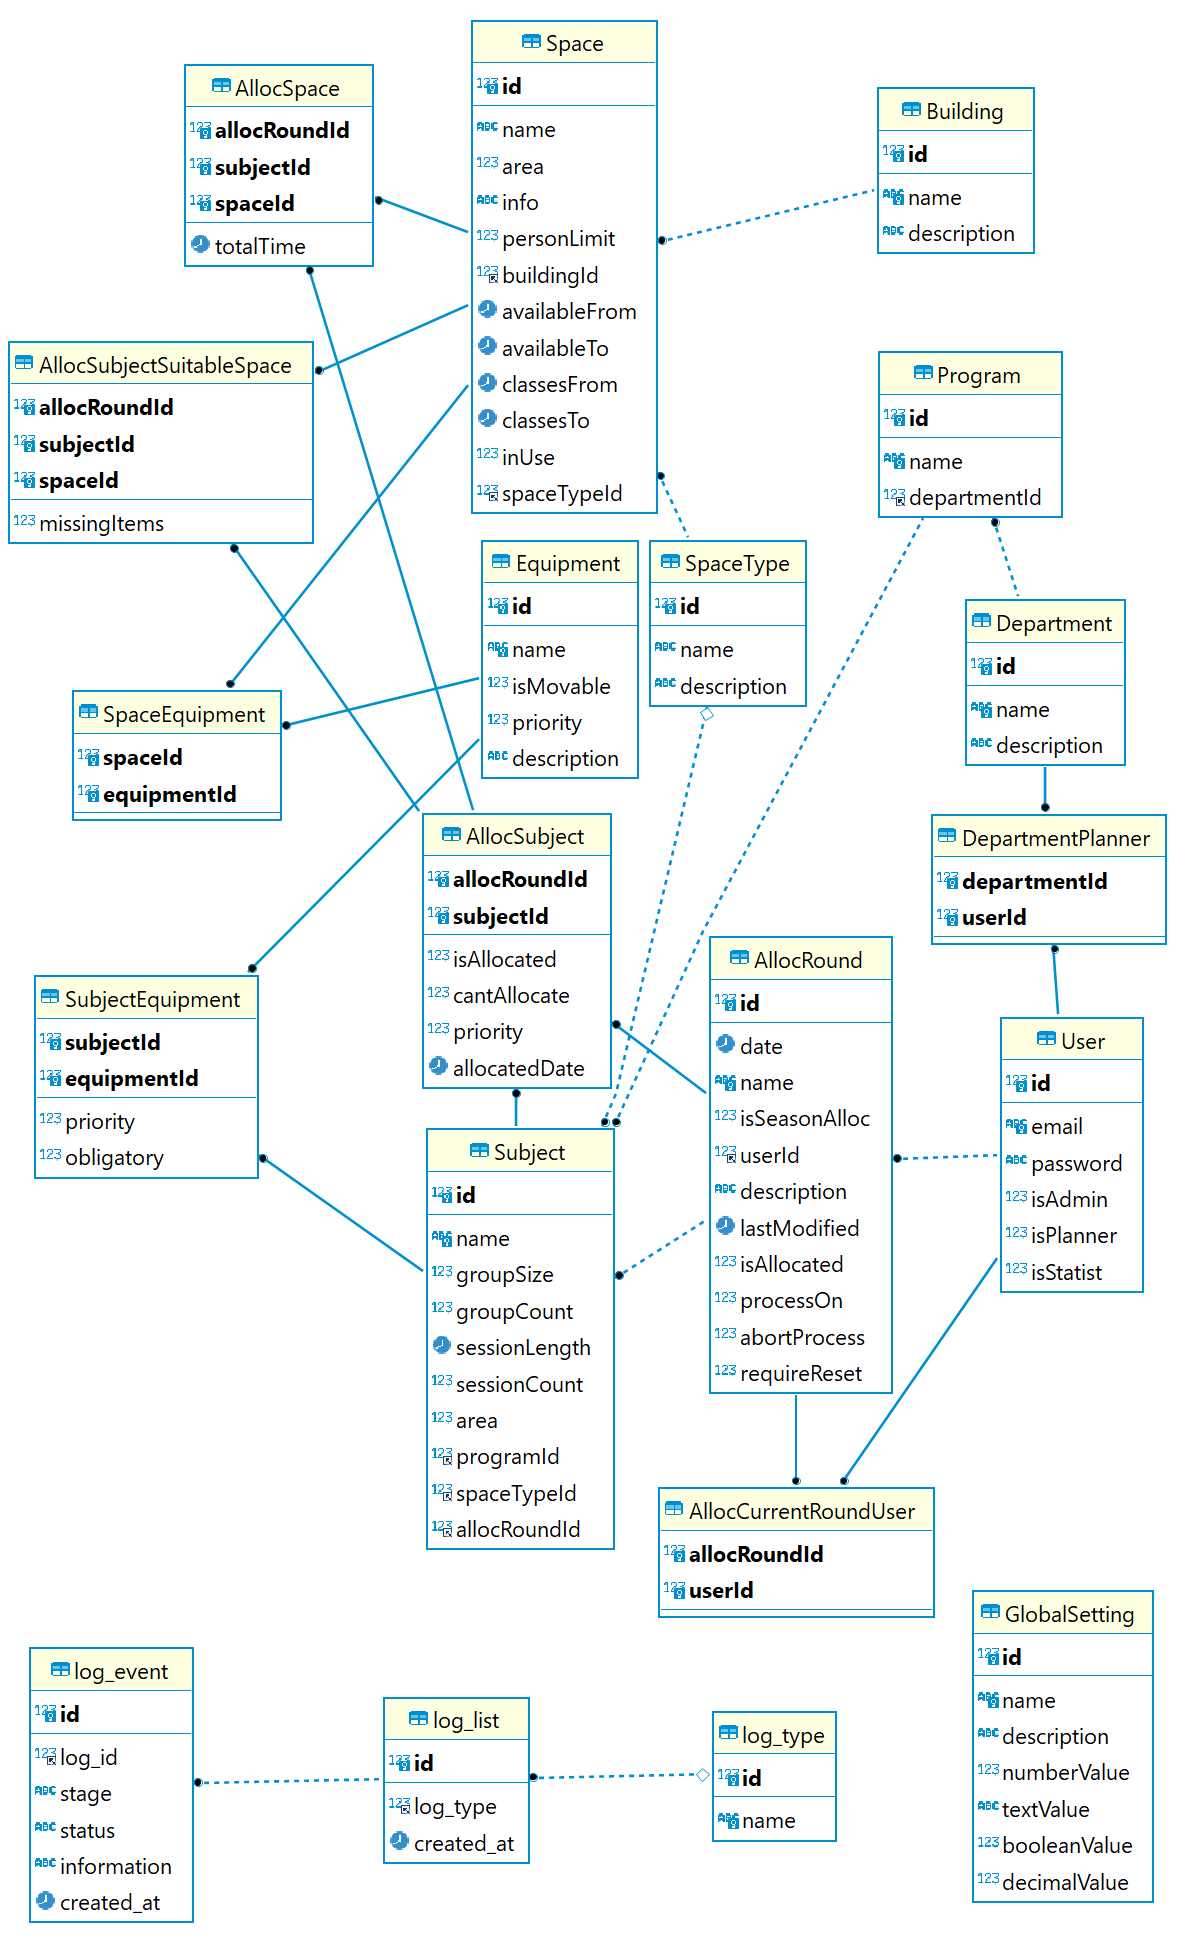 Space
id
name
area
info
personLimit
buildingId
availableFrom
availableTo
classesFrom
classesTo
inUse
spaceTypeId
AllocSpace
allocRoundId
subjectId
spaceId
totalTime
Building
id
name
description
AllocSubjectSuitableSpace
allocRoundId
subjectId
spaceId
missingItems
Program
id
name
departmentId
Equipment
id
name
isMovable
priority
description
SpaceType
id
name
description
Department
id
name
description
SpaceEquipment
spaceId
equipmentId
AllocSubject
allocRoundId
subjectId
isAllocated
cantAllocate
priority
allocatedDate
DepartmentPlanner
departmentId
userId
SubjectEquipment
subjectId
equipmentId
priority
obligatory
AllocRound
id
date
name
isSeasonAlloc
userId
description
lastModified
isAllocated
processOn
abortProcess
requireReset
User
id
email
password
isAdmin
isPlanner
isStatist
Subject
id
name
groupSize
groupCount
sessionLength
sessionCount
area
programId
spaceTypeId
allocRoundId
AllocCurrentRoundUser
allocRoundId
userId
GlobalSetting
id
name
description
numberValue
textValue
booleanValue
decimalValue
log_event
id
log_id
stage
status
information
created_at
log_list
id
log_type
created_at
log_type
id
name